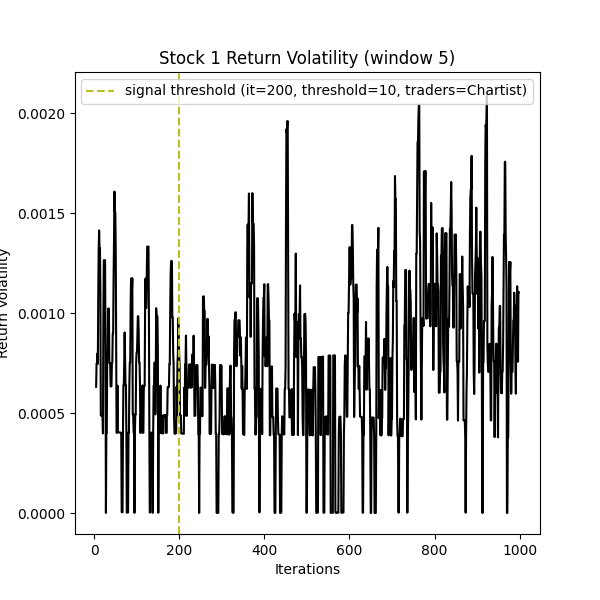 Stock 1 Return Volatility (window 5)
signal threshold (it=200, threshold=10, traders=Chartist)
Return Volatility
0.0020
0.0015
0.0010
0.0005
0.0000
0
200
400
600
800
1000
Iterations